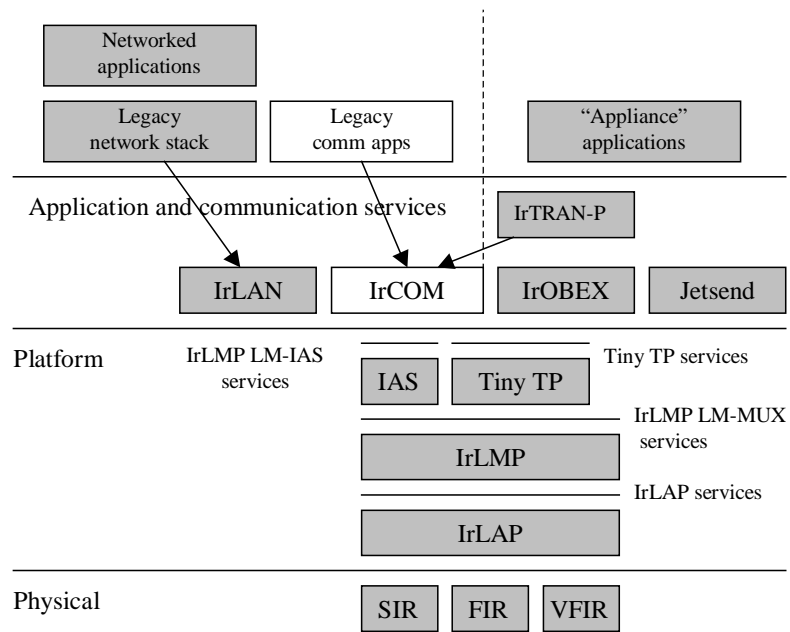 Networked
applications
Legacy
network stack
Legacy
comm apps
“Appliance”
applications
Application and communication services
IrTRAN-P
IrLAN
IrCOM
IrOBEX
Jetsend
Platform
IrLMP LM-IAS
services
IAS
Tiny TP
Tiny TP services
IrLMP LM-MUX
services
IrLMP
IrLAP services
IrLAP
Physical
SIR
FIR
VFIR